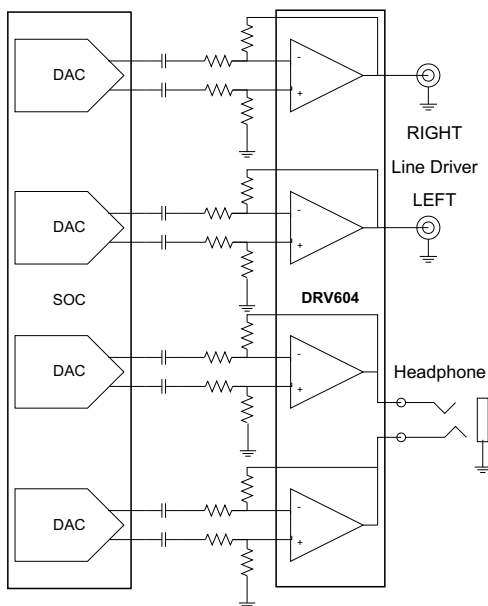 DAC
-
+
RIGHT
Line Driver
LEFT
DAC
-
+
SOC
DRV604
DAC
-
+
Headphone
DAC
-
+